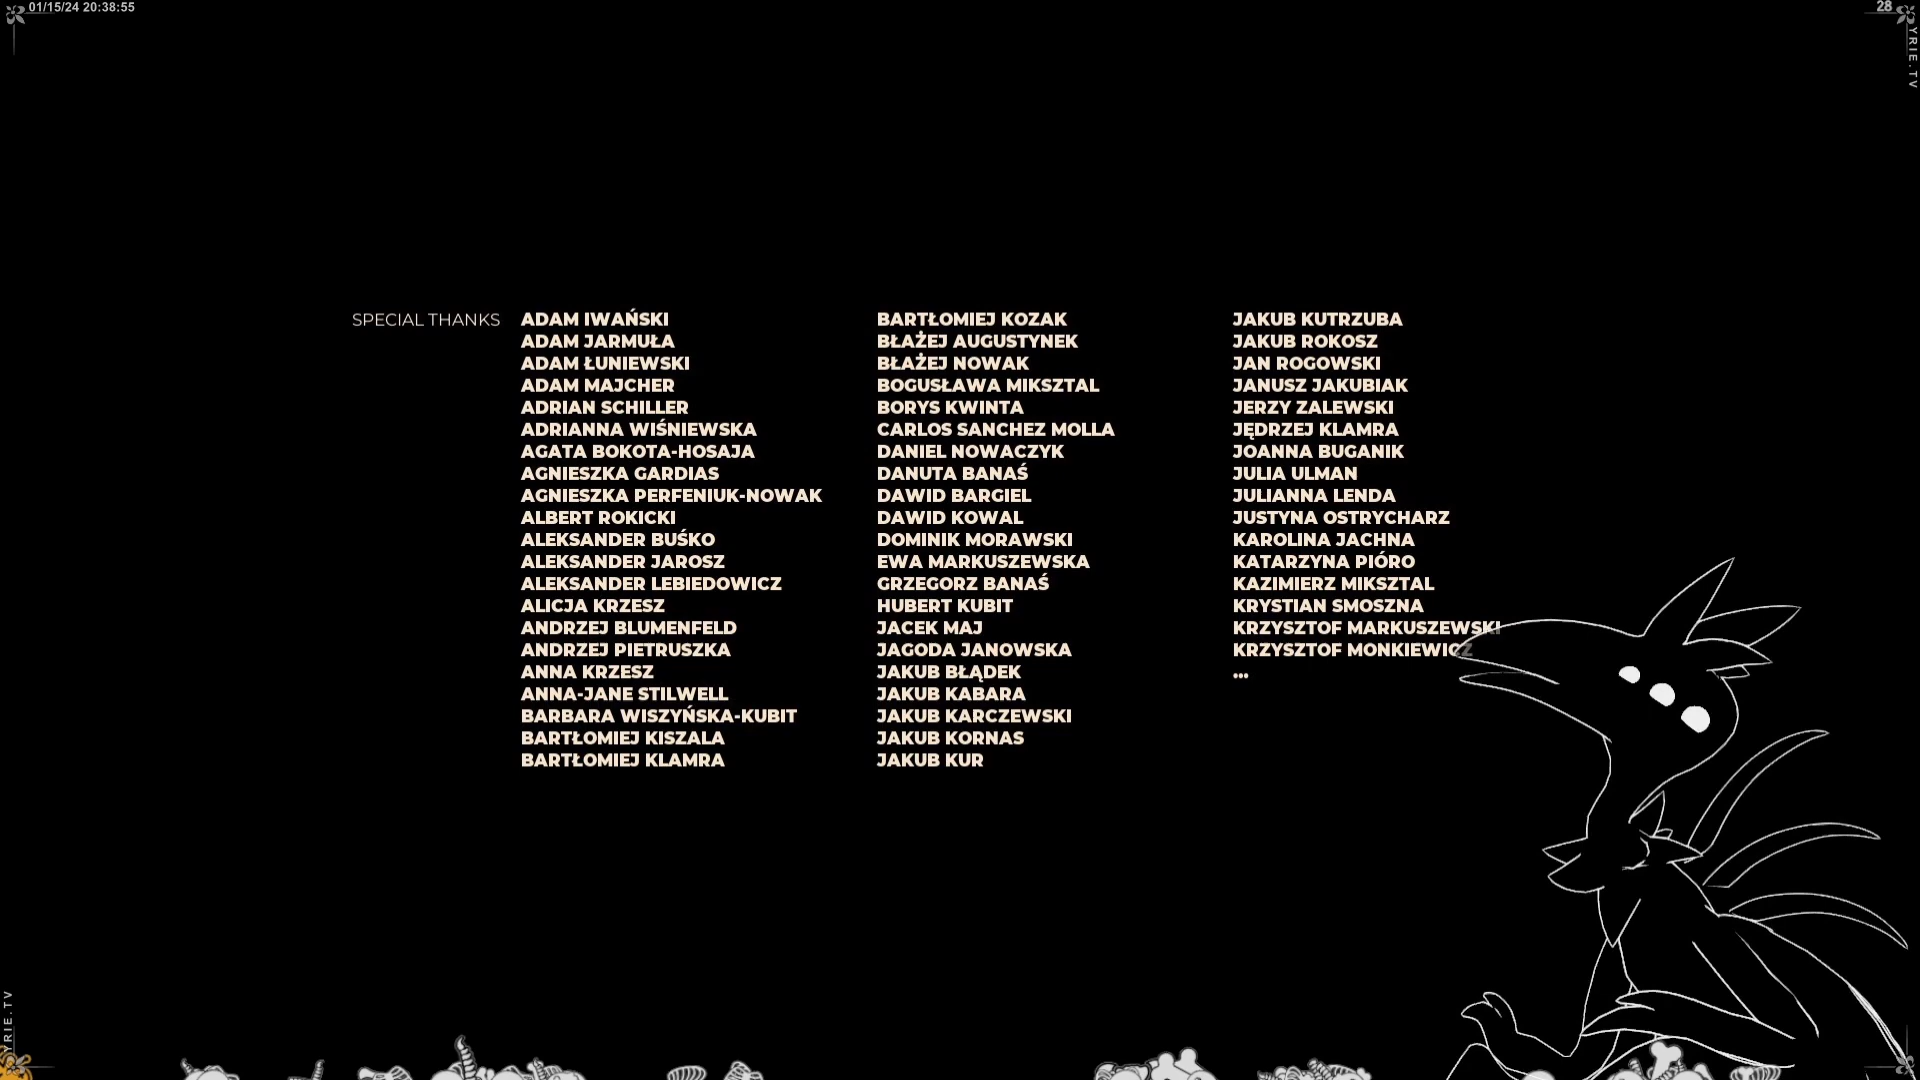 01/15/24 20:38:55
28
YRIE.TV
SPECIAL THANKS
ADAM IWAŃSKI
ADAM JARMUŁA
ADAM ŁUNIEWSKI
ADAM MAJCHER
ADRIAN SCHILLER
ADRIANNA WIŚNIEWSKA
AGATA BOKOTA-HOSAJA
AGNIESZKA GARDIAS
AGNIESZKA PERFENIUK-NOWAK
ALBERT ROKICKI
ALEKSANDER BUŚKO
ALEKSANDER JAROSZ
ALEKSANDER LEBIEDOWICZ
ALICJA KRZESZ
ANDRZEJ BLUMENFELD
ANDRZEJ PIETRUSZKA
ANNA KRZESZ
ANNA-JANE STILWELL
BARBARA WISZYŃSKA-KUBIT
BARTŁOMIEJ KISZALA
BARTŁOMIEJ KLAMRA
BARTŁOMIEJ KOZAK
BŁAŻEJ AUGUSTYNEK
BŁAŻEJ NOWAK
BOGUSŁAWA MIKSZTAL
BORYS KWINTA
CARLOS SANCHEZ MOLLA
DANIEL NOWACZYK
DANUTA BANAŚ
DAWID BARGIEL
DAWID KOWAL
DOMINIK MORAWSKI
EWA MARKUSZEWSKA
GRZEGORZ BANAŚ
HUBERT KUBIT
JACEK MAJ
JAGODA JANOWSKA
JAKUB BŁĄDEK
JAKUB KABARA
JAKUB KARCZEWSKI
JAKUB KORNAS
JAKUB KUR
JAKUB KUTRZUBA
JAKUB ROKOSZ
JAN ROGOWSKI
JANUSZ JAKUBIAK
JERZY ZALEWSKI
JĘDRZEJ KLAMRA
JOANNA BUGANIK
JULIA ULMAN
JULIANNA LENDA
JUSTYNA OSTRYCHARZ
KAROLINA JACHNA
KATARZYNA PIÓRO
KAZIMIERZ MIKSZTAL
KRYSTIAN SMOSZNA
KRZYSZTOF MARKUSZEWSKI
KRZYSZTOF MONKIEWICZ
...
YRIE.TV